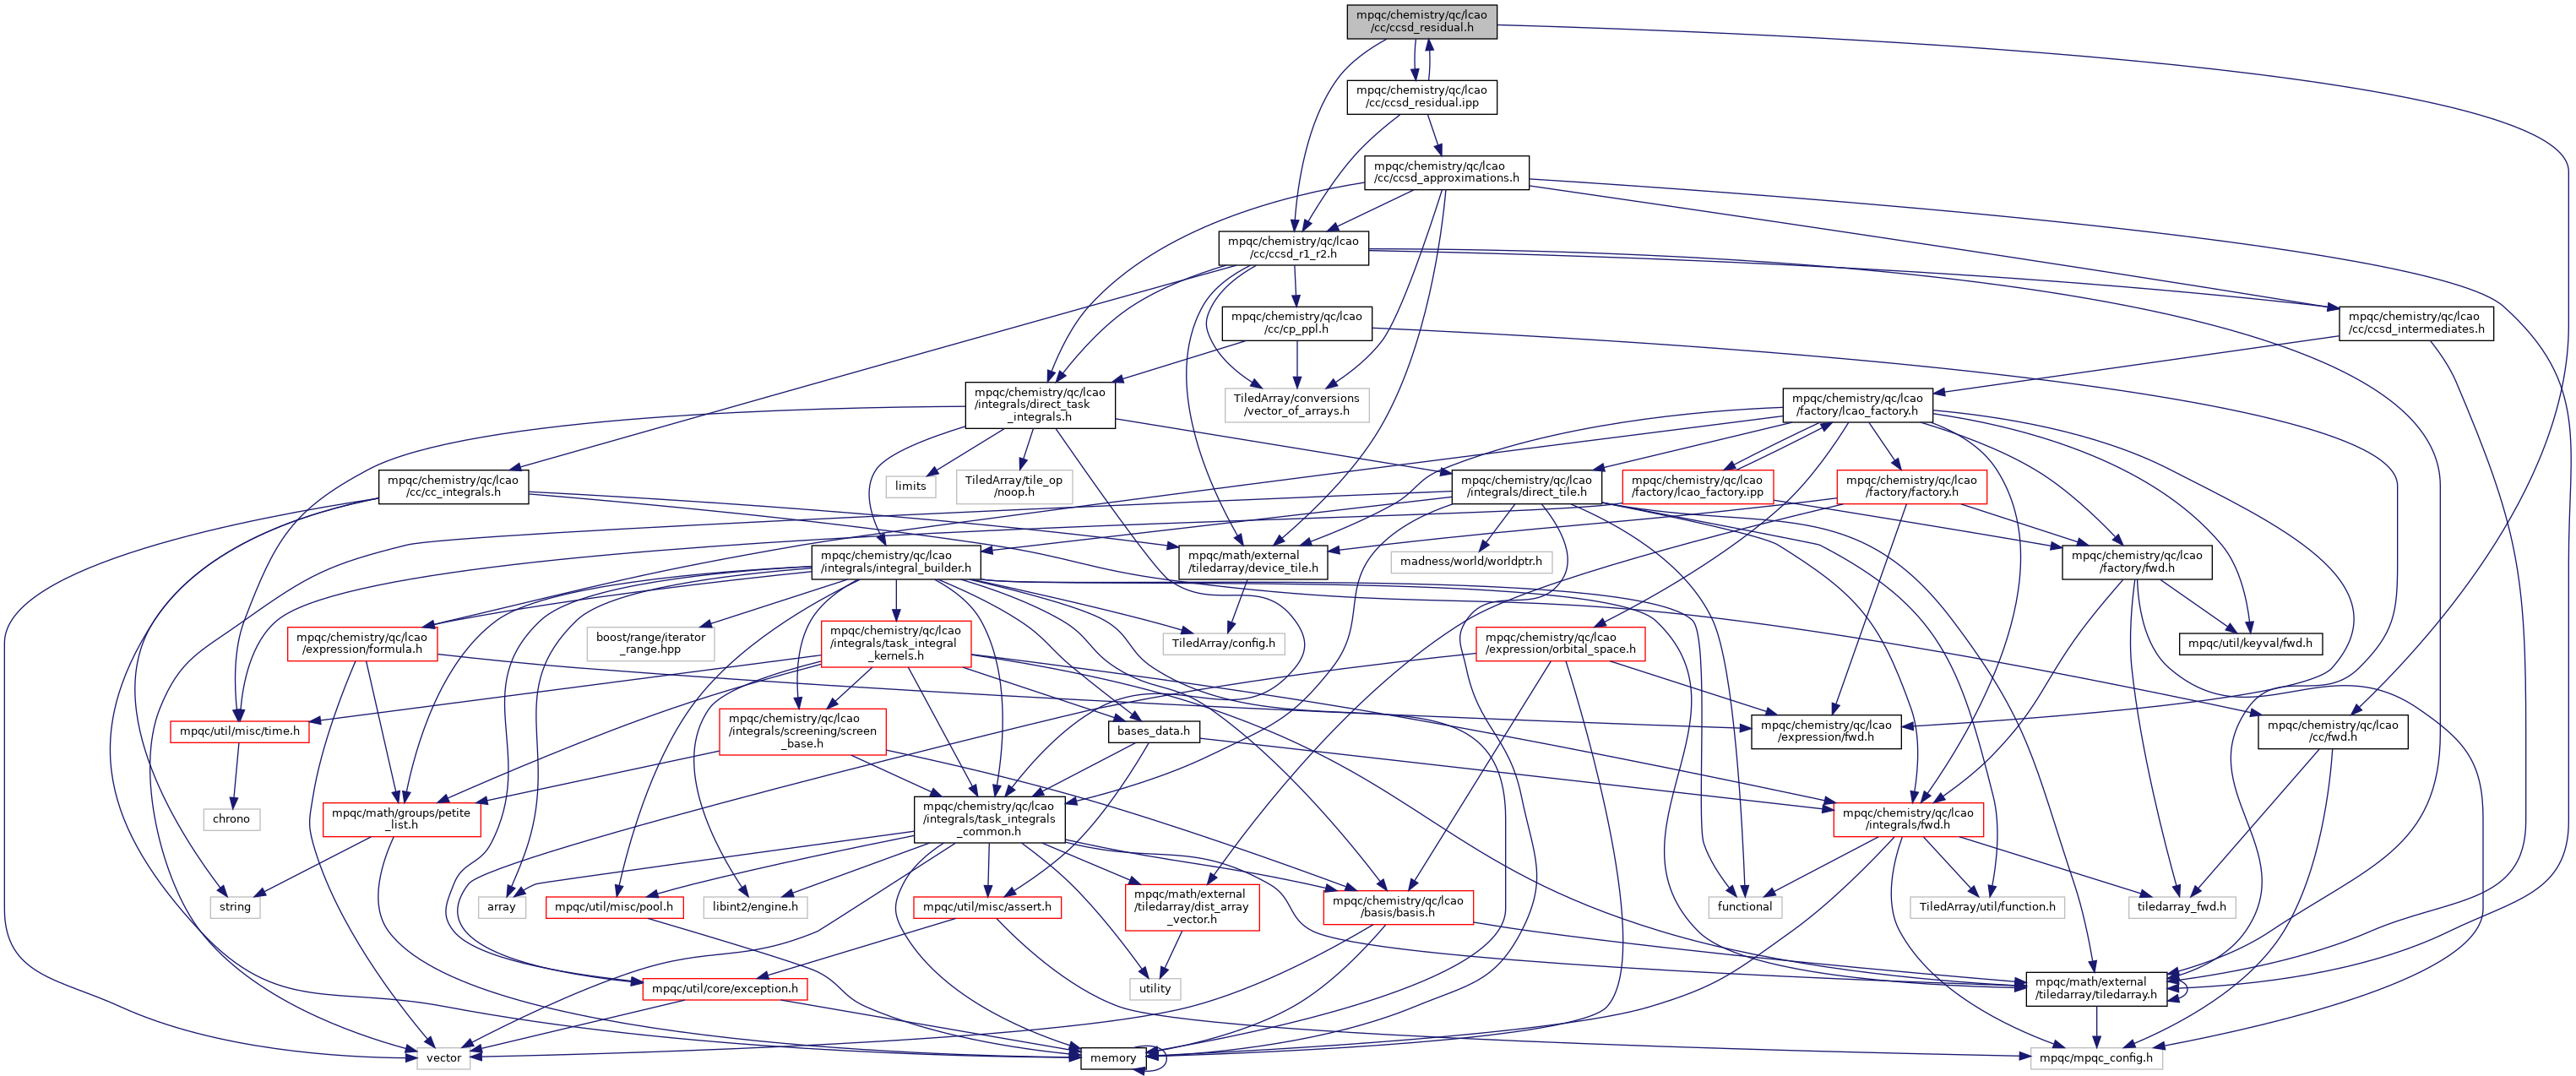 mpqc/chemistry/qc/lcao
/cc/ccsd_residual.h
mpqc/chemistry/qc/lcao
/cc/ccsd_residual.ipp
mpqc/chemistry/qc/lcao
/cc/ccsd_approximations.h
mpqc/chemistry/qc/lcao
/cc/ccsd_r1_r2.h
mpqc/chemistry/qc/lcao
/cc/cp_ppl.h
mpqc/chemistry/qc/lcao
/cc/ccsd_intermediates.h
mpqc/chemistry/qc/lcao
/integrals/direct_task
_integrals.h
TiledArray/conversions
/vector_of_arrays.h
mpqc/chemistry/qc/lcao
/factory/lcao_factory.h
mpqc/chemistry/qc/lcao
/cc/cc_integrals.h
limits
TiledArray/tile_op
/noop.h
mpqc/chemistry/qc/lcao
/integrals/direct_tile.h
mpqc/chemistry/qc/lcao
/factory/lcao_factory.ipp
mpqc/chemistry/qc/lcao
/factory/factory.h
mpqc/chemistry/qc/lcao
/integrals/integral_builder.h
mpqc/math/external
/tiledarray/device_tile.h
madness/world/worldptr.h
mpqc/chemistry/qc/lcao
/factory/fwd.h
mpqc/chemistry/qc/lcao
/expression/formula.h
boost/range/iterator
_range.hpp
mpqc/chemistry/qc/lcao
/integrals/task_integral
_kernels.h
TiledArray/config.h
mpqc/chemistry/qc/lcao
/expression/orbital_space.h
mpqc/util/keyval/fwd.h
mpqc/util/misc/time.h
mpqc/chemistry/qc/lcao
/integrals/screening/screen
_base.h
bases_data.h
mpqc/chemistry/qc/lcao
/expression/fwd.h
mpqc/chemistry/qc/lcao
/cc/fwd.h
chrono
mpqc/math/groups/petite
_list.h
mpqc/chemistry/qc/lcao
/integrals/task_integrals
_common.h
mpqc/chemistry/qc/lcao
/integrals/fwd.h
string
array
mpqc/util/misc/pool.h
libint2/engine.h
mpqc/util/misc/assert.h
mpqc/math/external
/tiledarray/dist_array
_vector.h
mpqc/chemistry/qc/lcao
/basis/basis.h
functional
TiledArray/util/function.h
tiledarray_fwd.h
mpqc/util/core/exception.h
utility
mpqc/math/external
/tiledarray/tiledarray.h
vector
memory
mpqc/mpqc_config.h